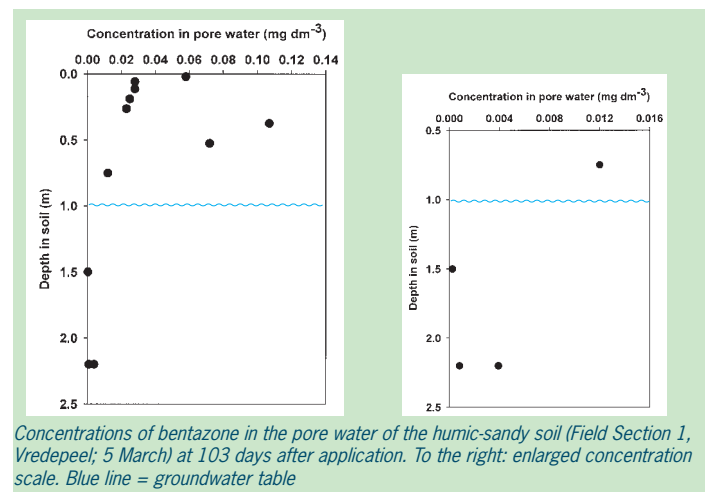 Concentration in pore water (mg dm-3)
0.00 0.02 0.04 0.06 0.08 0.10 0.12 0.14
0.0
0.5
1.0
1.5
2.0
2.5
Depth in soil (m)
Concentration in pore water (mg dm-3)
0.000 0.004 0.008 0.012 0.016
0.5
1.0
1.5
2.0
2.5
Depth in soil (m)
Concentrations of bentazone in the pore water of the humic-sandy soil (Field Section 1,
Vredepeel; 5 March) at 103 days after application. To the right: enlarged concentration
scale. Blue line = groundwater table